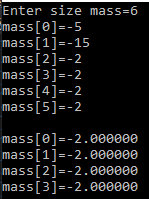 Enter size mass=6
mass[0]=-5
mass[1]=-15
mass[2]=-2
mass[3]=-2
mass[4]=-2
mass[5]=-2
mass[0]=-2.000000
mass[1]=-2.000000
mass[2]=-2.000000
mass[3]=-2.000000